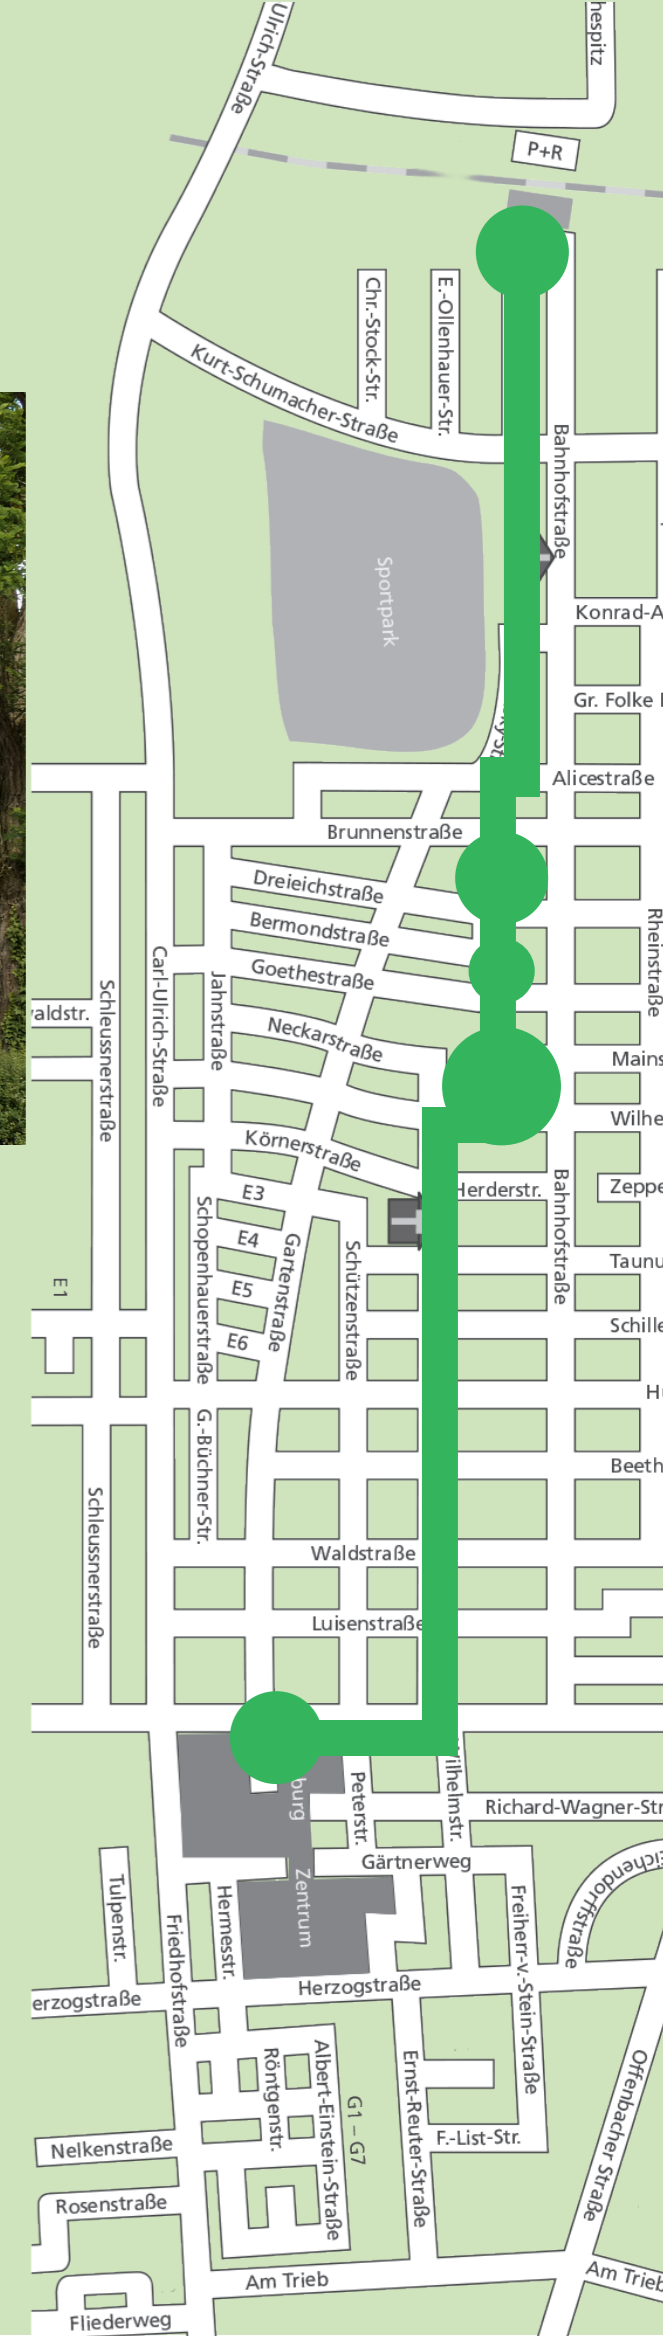 Ulrich-Straße
P+R
Chr.-Stock-Str.
E.-Ollenhauer-Str.
Kurt-Schumacher-Straße
Bahnhofstraße
Sportpark
Konrad-A
Gr. Folke
Alicestraße
Brunnenstraße
Dreieichstraße
Bermondstraße
Goethestraße
Rheinstraße
Carl-Ulrich-Straße
Jahnstraße
Schleussnerstraße
aldstr.
Neckarstraße
Mains
Wilhe
Körnerstraße
Herderstr.
Zeppe
Bahnhofstraße
E3
E4
E5
E6
E1
Schopenhauerstraße
Gartenstraße
Schützenstraße
Taunu
Schille
H
Beeth
G.-Büchner-Str.
Schleussnerstraße
Waldstraße
Luisenstraße
burg
Zentrum
Peterstr.
Wilhelmstr.
Richard-Wagner-Str
Gärtnerweg
Eichendorffstraße
Tulpenstr.
Friedhofstraße
Hermesstr.
Freiherr-v.-Stein-Straße
Herzogstraße
erzogstraße
Röntgenstr.
Albert-Einstein-Straße
G1 – G7
Ernst-Reuter-Straße
F.-List-Str.
Offenbacher Straße
Nelkenstraße
Rosenstraße
Am Trieb
Am Trieb
Fliederweg